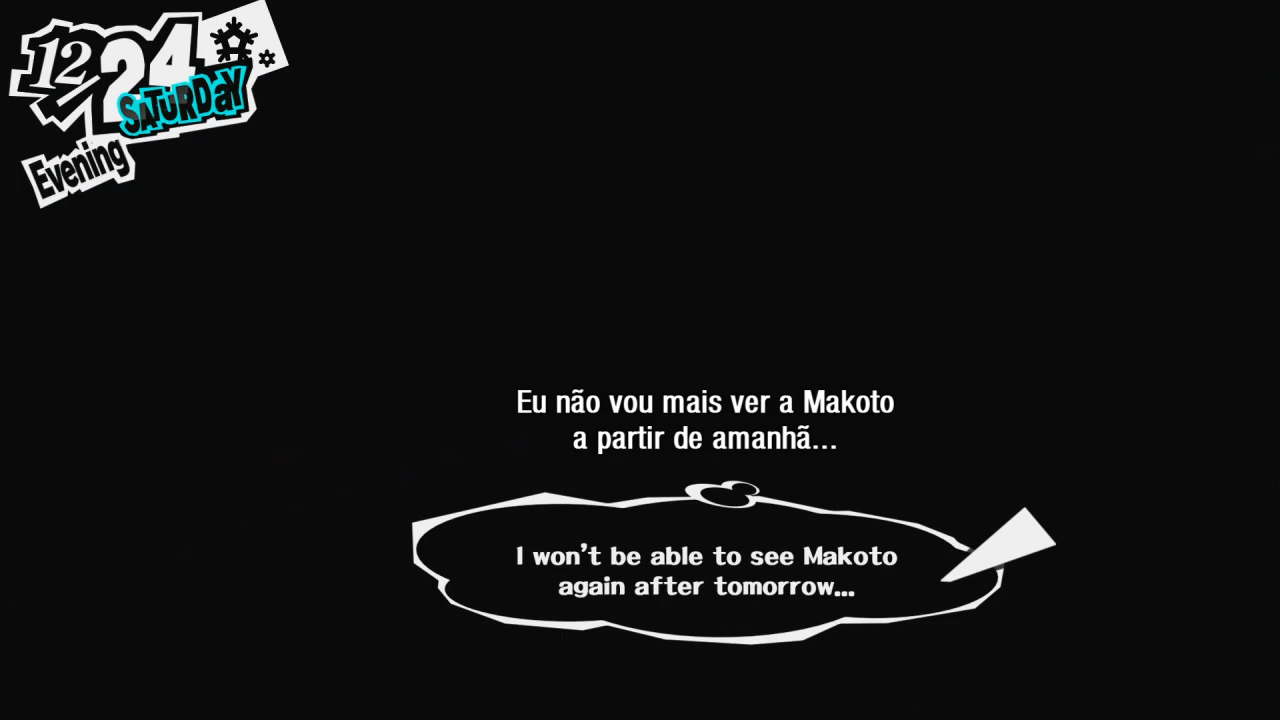 12/24
SATURDAY
Evening
Eu não vou mais ver a Makoto
a partir de amanhã...
I won't be able to see Makoto
again after tomorrow...